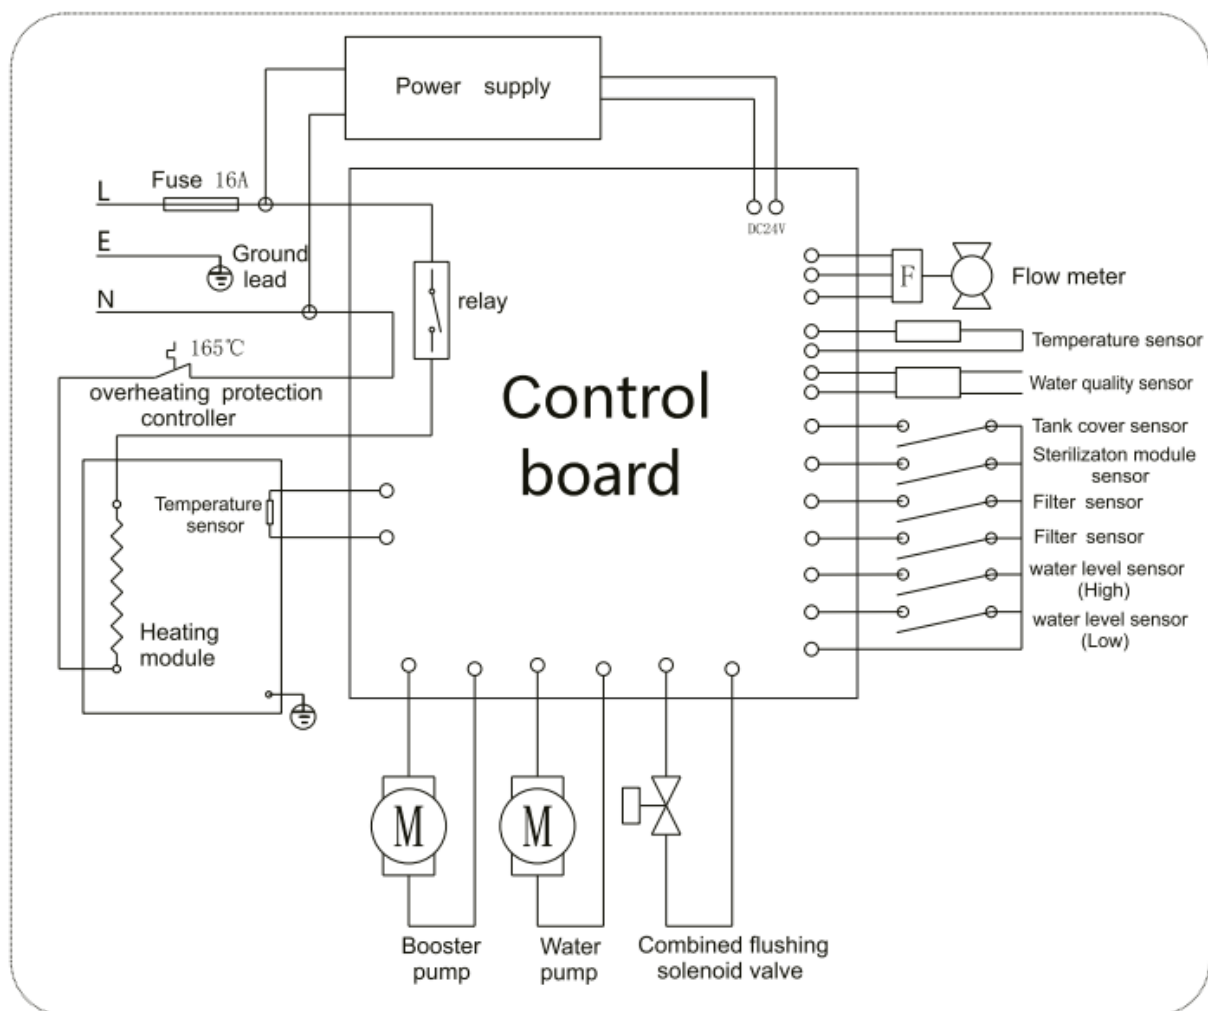 Power supply
L
Fuse 16A
DC24V
E
Ground
lead
F
Flow meter
N
relay
165℃
overheating protection
controller
Temperature sensor
Water quality sensor
Control
board
Tank cover sensor
Sterilizaton module
sensor
Filter sensor
Filter sensor
water level sensor
(High)
water level sensor
(Low)
Temperature
sensor
Heating
module
M
M
Booster
pump
Water
pump
Combined flushing
solenoid valve